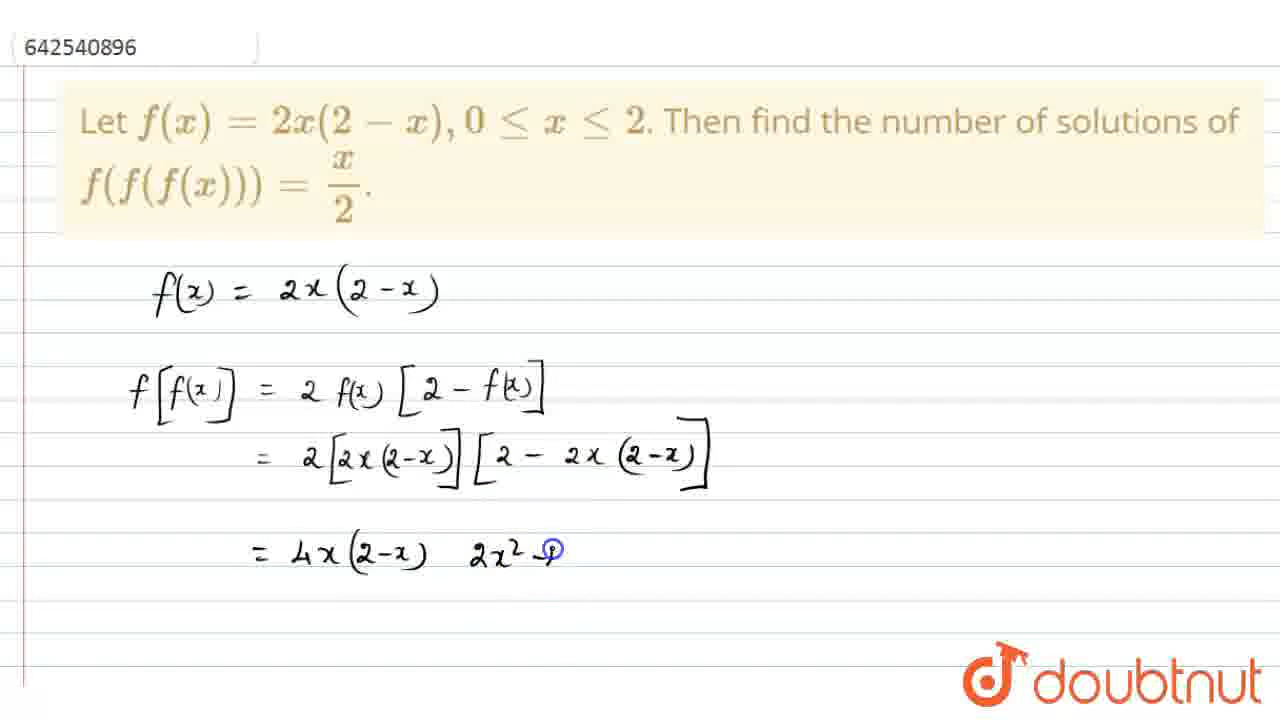 642540896
Let f(x) = 2x(2 − x), 0 ≤ x ≤ 2. Then find the number of solutions of
f(f(f(x))) = x/2.
f(x) = 2x(2 − x)
f[f(x)] = 2 f(x) [2 − f(x)]
= 2[2x(2−x)][2 − 2x(2−x)]
= 4x(2−x) 2x² −
doubtnut